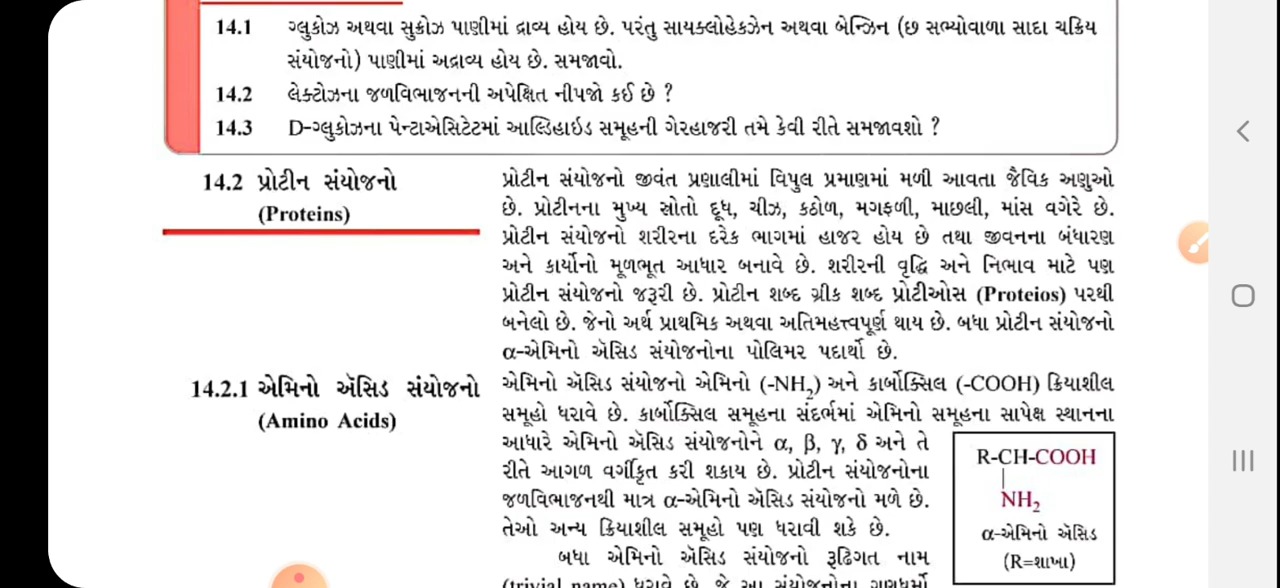 14.1 ગ્લુકોઝ અથવા સુક્રોઝ પાણીમાં દ્રાવ્ય હોય છે. પરંતુ સાયક્લોહેકઝેન અથવા બેન્ઝિન (છ સભ્યોવાળા સાદા ચક્રિય
સંયોજનો) પાણીમાં અદ્રાવ્ય હોય છે. સમજાવો.
14.2 લેક્ટોઝના જળવિભાજનની અપેક્ષિત નીપજો કઈ છે ?
14.3 D-ગ્લુકોઝના પેન્ટાએસિટેટમાં આલ્ડિહાઇડ સમૂહની ગેરહાજરી તમે કેવી રીતે સમજાવશો ?
14.2 પ્રોટીન સંયોજનો
(Proteins)
પ્રોટીન સંયોજનો જીવંત પ્રણાલીમાં વિપુલ પ્રમાણમાં મળી આવતા જૈવિક અણુઓ
છે. પ્રોટીનના મુખ્ય સ્રોતો દૂધ, ચીઝ, કઠોળ, મગફળી, માછલી, માંસ વગેરે છે.
પ્રોટીન સંયોજનો શરીરના દરેક ભાગમાં હાજર હોય છે તથા જીવનના બંધારણ
અને કાર્યોનો મૂળભૂત આધાર બનાવે છે. શરીરની વૃદ્ધિ અને નિભાવ માટે પણ
પ્રોટીન સંયોજનો જરૂરી છે. પ્રોટીન શબ્દ ગ્રીક શબ્દ પ્રોટીઓસ (Proteios) પરથી
બનેલો છે. જેનો અર્થ પ્રાથમિક અથવા અતિમહત્ત્વપૂર્ણ થાય છે. બધા પ્રોટીન સંયોજનો
α-એમિનો ઍસિડ સંયોજનોના પોલિમર પદાર્થો છે.
14.2.1 એમિનો ઍસિડ સંયોજનો
(Amino Acids)
એમિનો ઍસિડ સંયોજનો એમિનો (-NH₂) અને કાર્બોક્સિલ (-COOH) ક્રિયાશીલ
સમૂહો ધરાવે છે. કાર્બોક્સિલ સમૂહના સંદર્ભમાં એમિનો સમૂહના સાપેક્ષ સ્થાનના
આધારે એમિનો ઍસિડ સંયોજનોને α, β, γ, δ અને તે
રીતે આગળ વર્ગીકૃત કરી શકાય છે. પ્રોટીન સંયોજનોના
જળવિભાજનથી માત્ર α-એમિનો ઍસિડ સંયોજનો મળે છે.
તેઓ અન્ય ક્રિયાશીલ સમૂહો પણ ધરાવી શકે છે.
બધા એમિનો ઍસિડ સંયોજનો રૂઢિગત નામ
(trivial name) ધરાવે છે. જે આ સંયોજનોના ગુણધર્મો
R-CH-COOH
NH₂
α-એમિનો ઍસિડ
(R=શાખા)